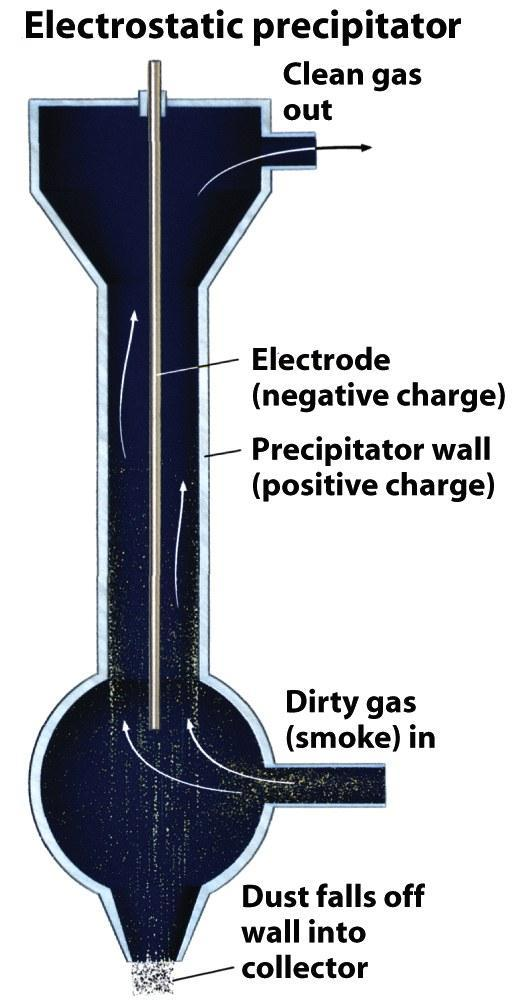 Electrostatic precipitator
Clean gas
out
Electrode
(negative charge)
Precipitator wall
(positive charge)
Dirty gas
(smoke) in
Dust falls off
wall into
collector